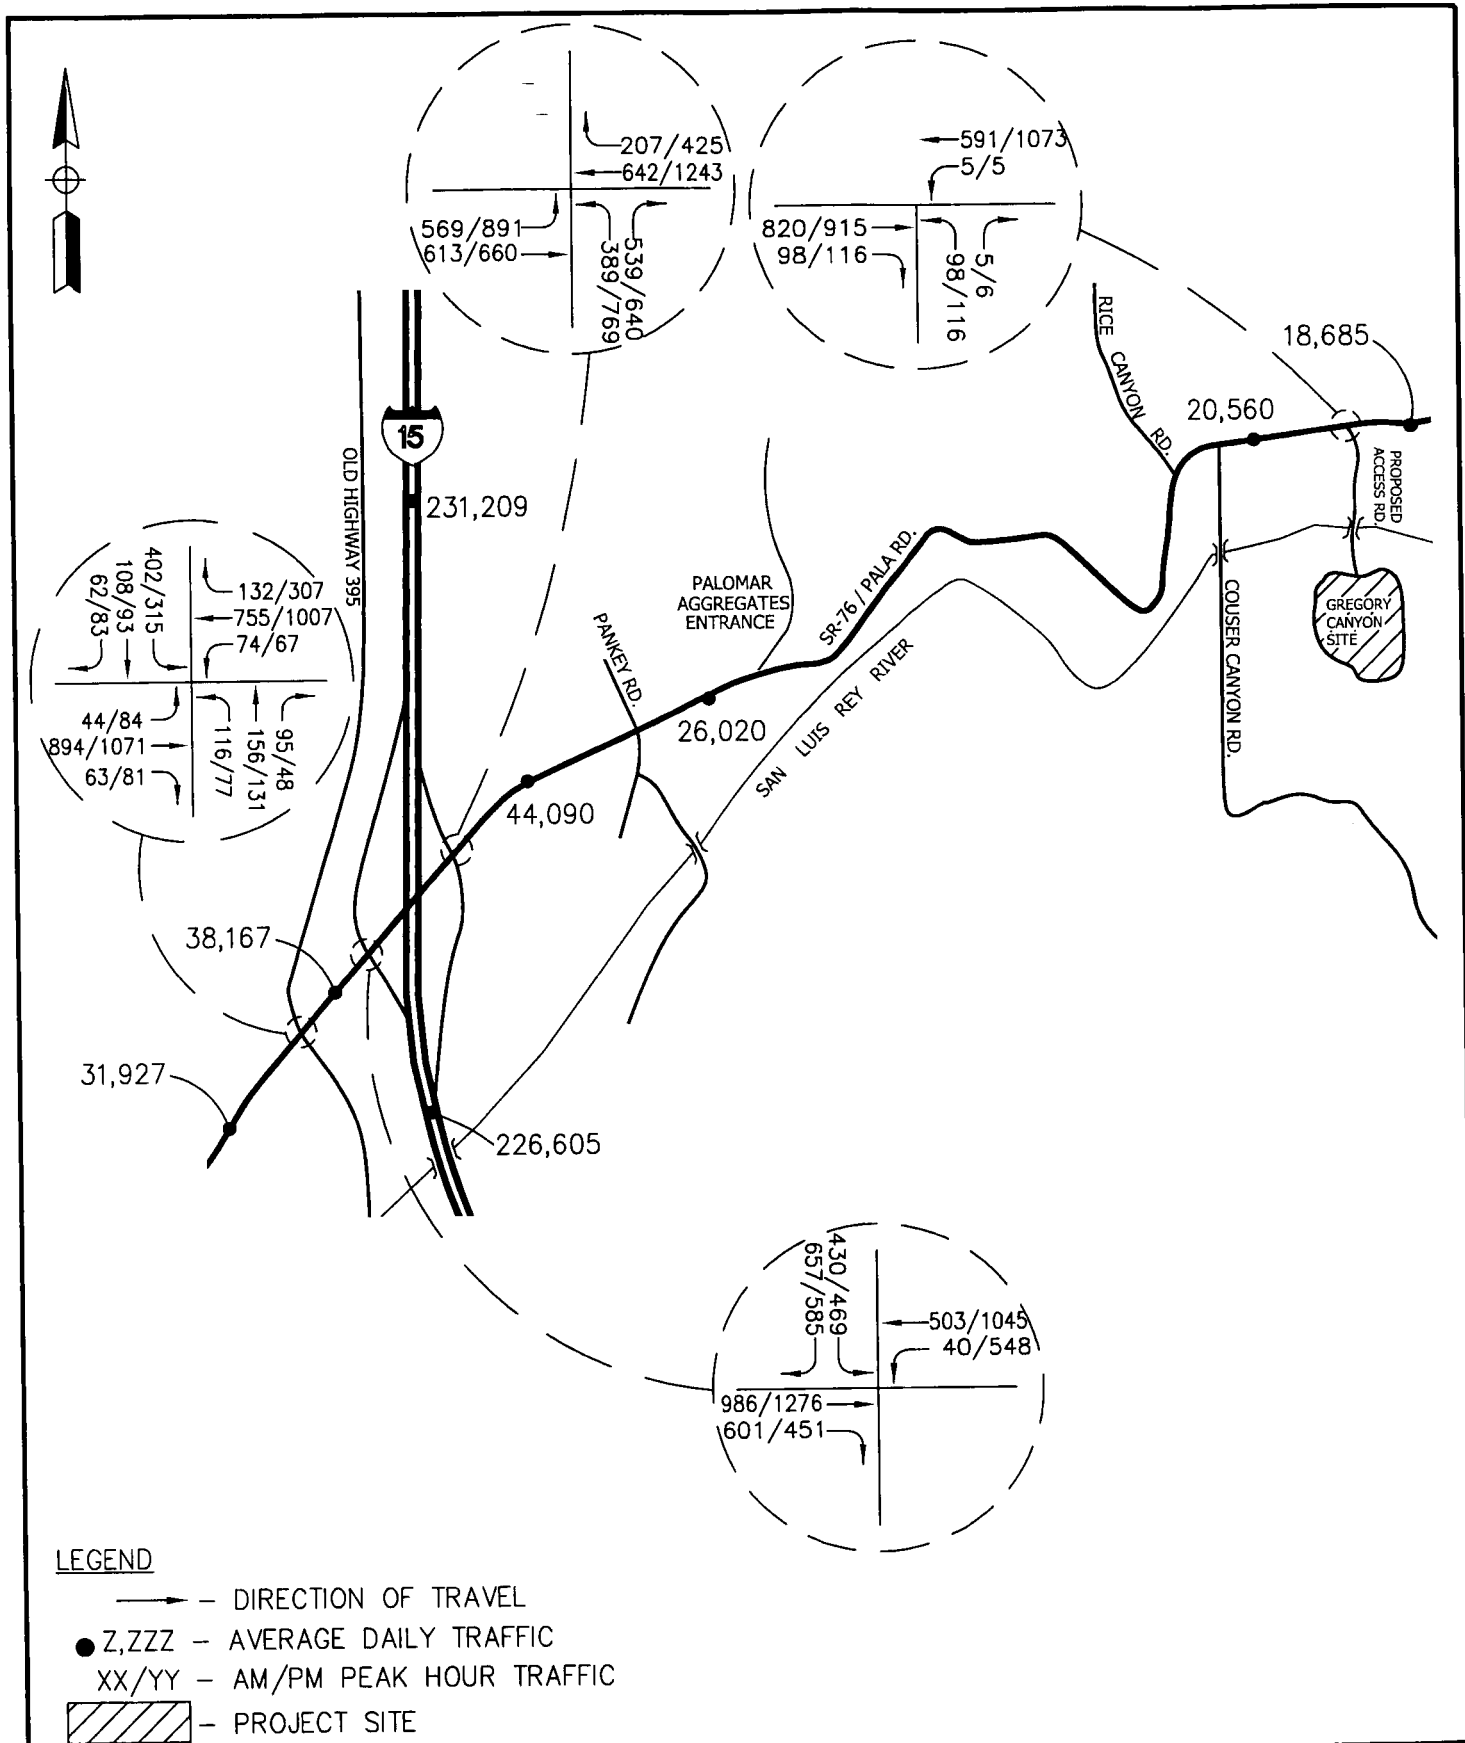 207/425
642/1243
569/891
613/660
539/640
389/769
591/1073
5/5
820/915
98/116
5/6
98/116
RICE CANYON RD.
18,685
20,560
PROPOSED
ACCESS RD.
15
OLD HIGHWAY 395
231,209
402/315
108/93
62/83
132/307
755/1007
74/67
44/84
894/1071
63/81
95/48
156/131
116/77
PALOMAR
AGGREGATES
ENTRANCE
SR-76 / PALA RD.
PANKEY RD.
SAN LUIS REY RIVER
COUSER CANYON RD.
GREGORY
CANYON
SITE
26,020
44,090
38,167
31,927
226,605
430/469
657/585
503/1045
40/548
986/1276
601/451
LEGEND
– DIRECTION OF TRAVEL
Z,ZZZ – AVERAGE DAILY TRAFFIC
XX/YY – AM/PM PEAK HOUR TRAFFIC
– PROJECT SITE